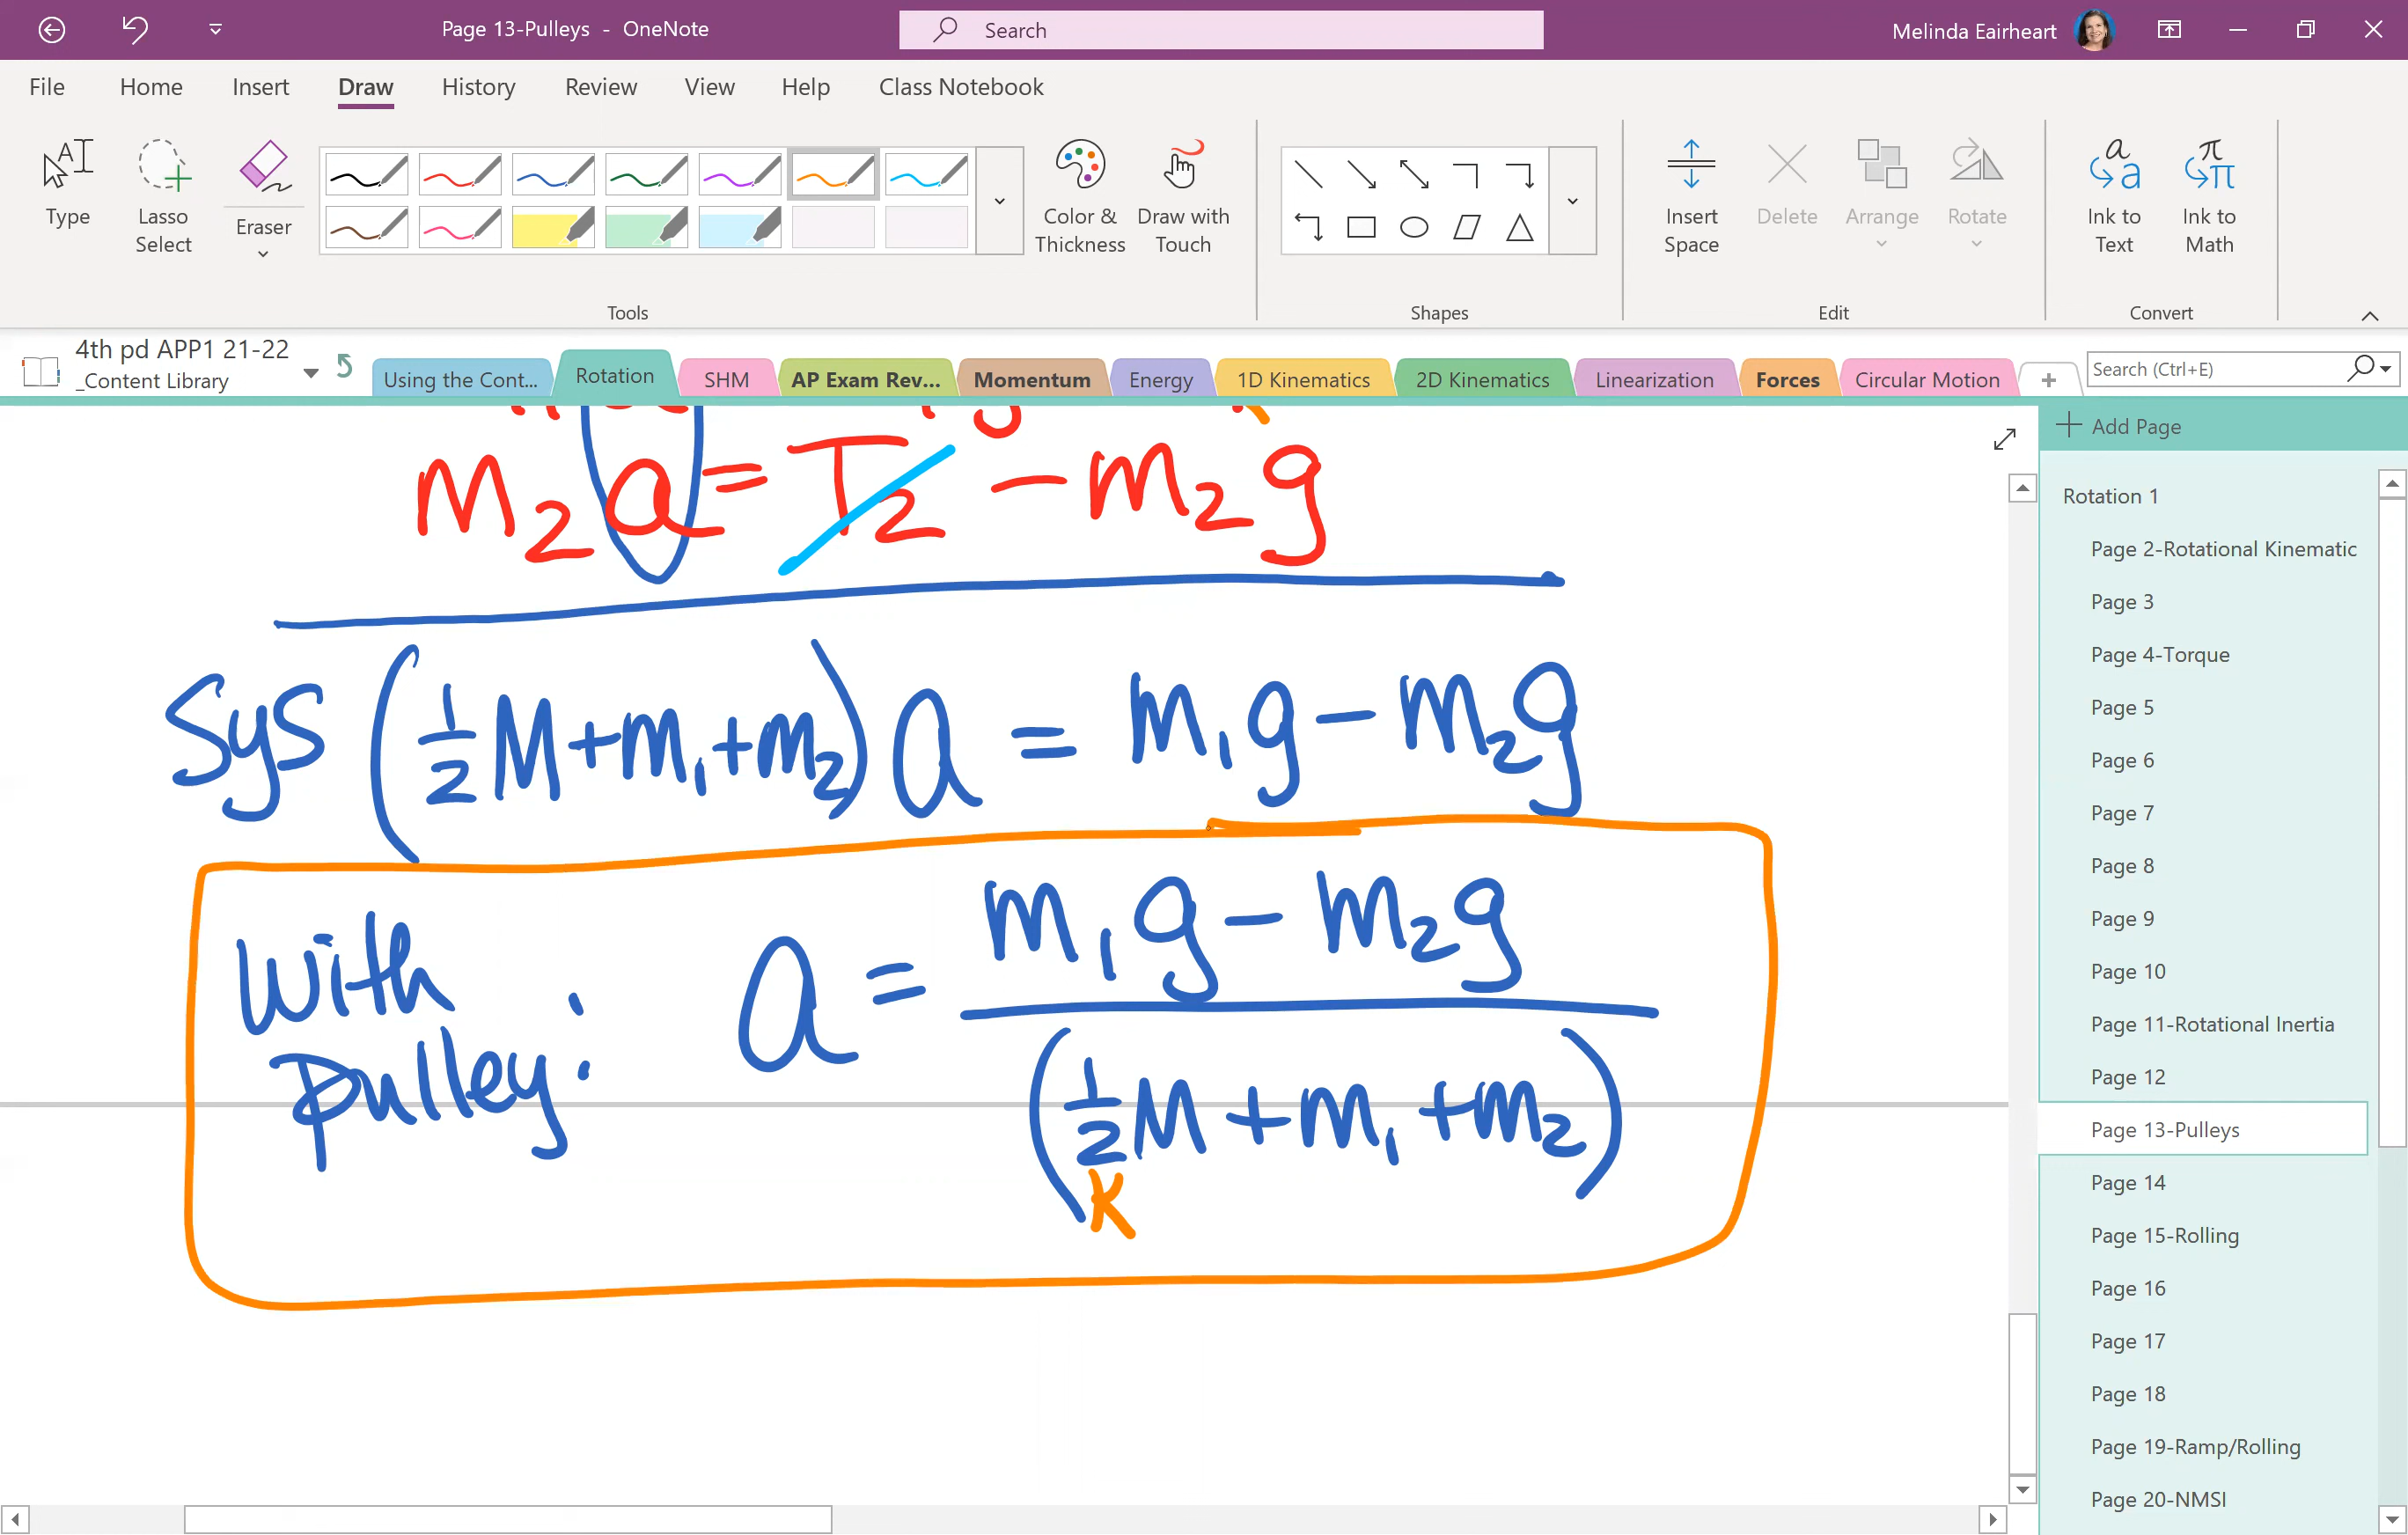 Page 13-Pulleys - OneNote
Search
Melinda Eairheart
File Home Insert Draw History Review View Help Class Notebook
Type
Lasso Select
Eraser
Color & Thickness
Draw with Touch
Insert Space
Delete
Arrange
Rotate
Ink to Text
Ink to Math
Tools
Shapes
Edit
Convert
4th pd APP1 21-22
_Content Library
Using the Cont... Rotation SHM AP Exam Rev... Momentum Energy 1D Kinematics 2D Kinematics Linearization Forces Circular Motion +
Search (Ctrl+E)
m₂a = T₂ - m₂g
Sys (½M+m₁+m₂)a = m₁g - m₂g
With pulley: a = m₁g - m₂g
(½M + m₁ + m₂)
K
Add Page
Rotation 1
Page 2-Rotational Kinematic
Page 3
Page 4-Torque
Page 5
Page 6
Page 7
Page 8
Page 9
Page 10
Page 11-Rotational Inertia
Page 12
Page 13-Pulleys
Page 14
Page 15-Rolling
Page 16
Page 17
Page 18
Page 19-Ramp/Rolling
Page 20-NMSI